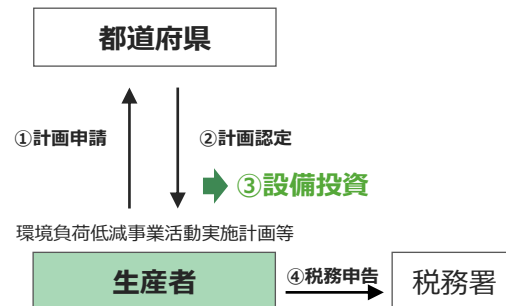 都道府県
①計画申請
②計画認定
③設備投資
環境負荷低減事業活動実施計画等
生産者
④税務申告
税務署